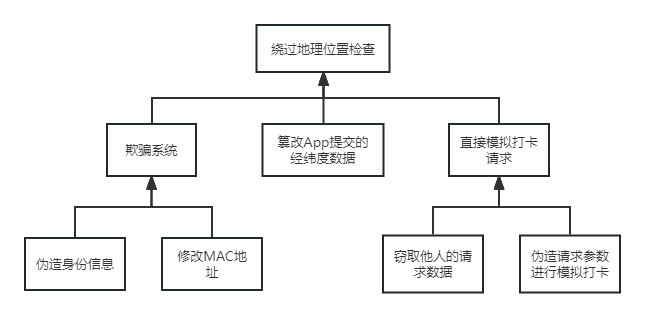 绕过地理位置检查
欺骗系统
篡改App提交的
经纬度数据
直接模拟打卡
请求
伪造身份信息
修改MAC地
址
窃取他人的请
求数据
伪造请求参数
进行模拟打卡